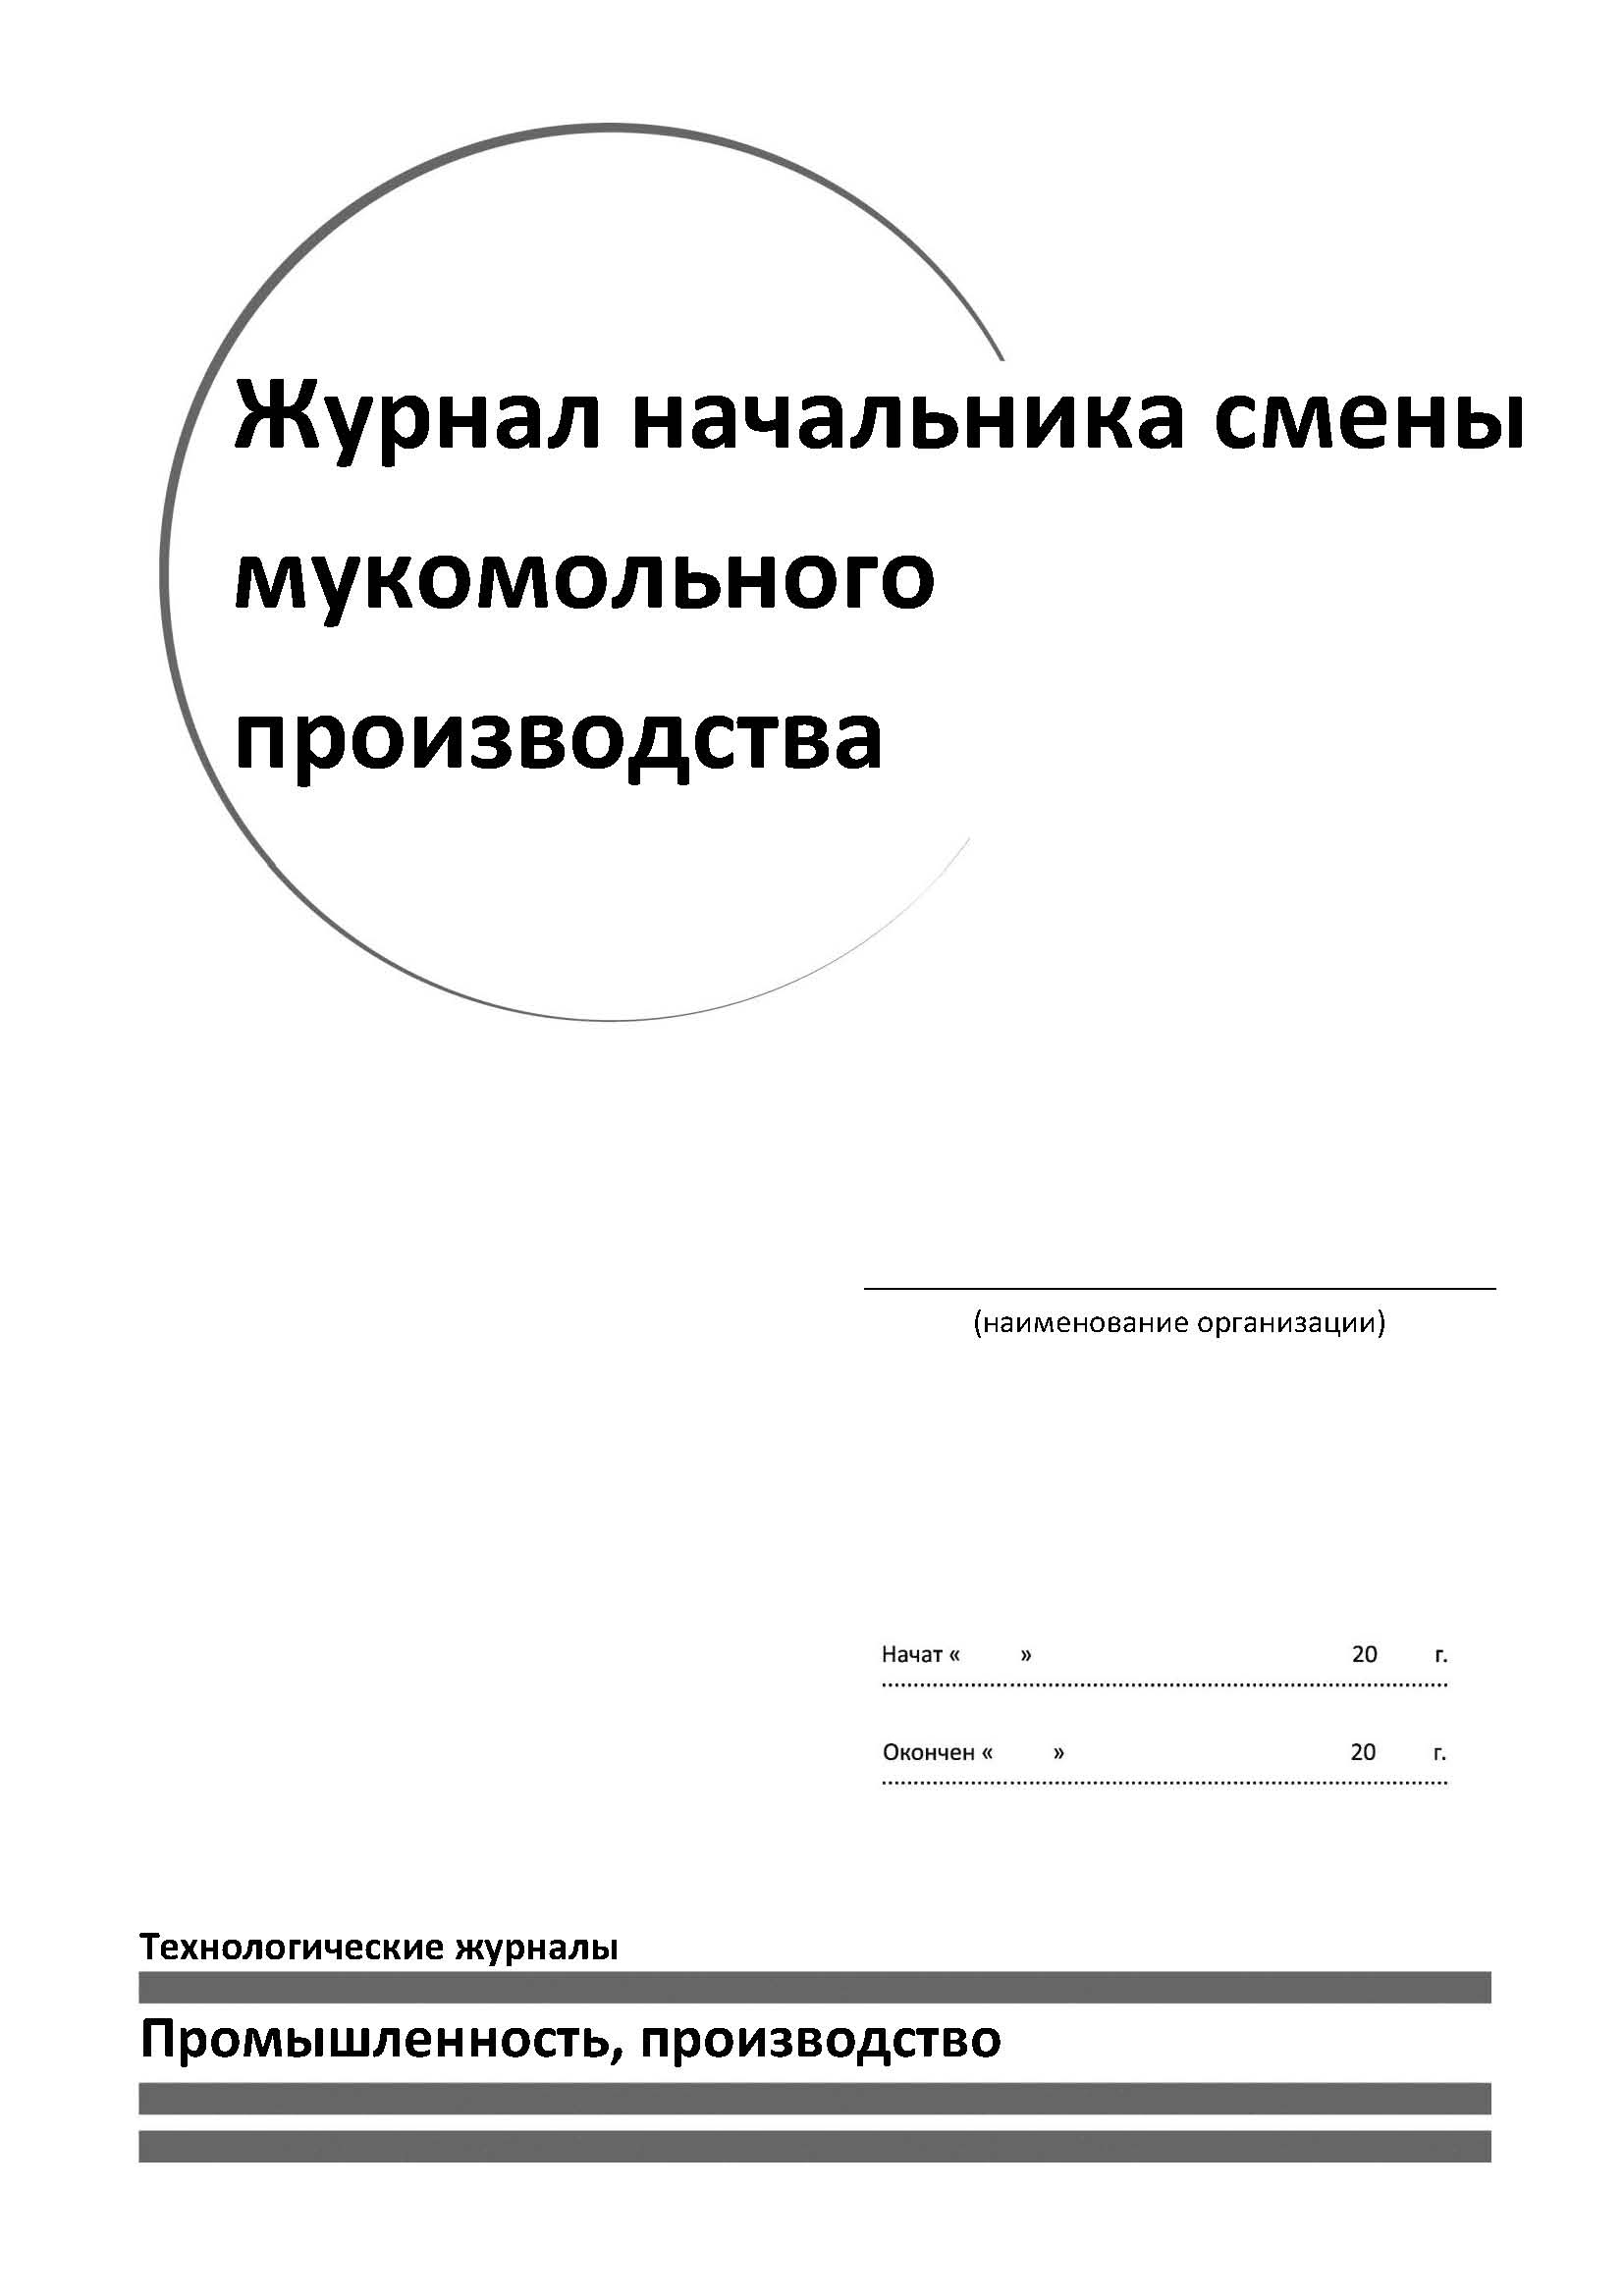 Журнал начальника смены
мукомольного
производства
(наименование организации)
Начат « » 20 г.
Окончен « » 20 г.
Технологические журналы
Промышленность, производство